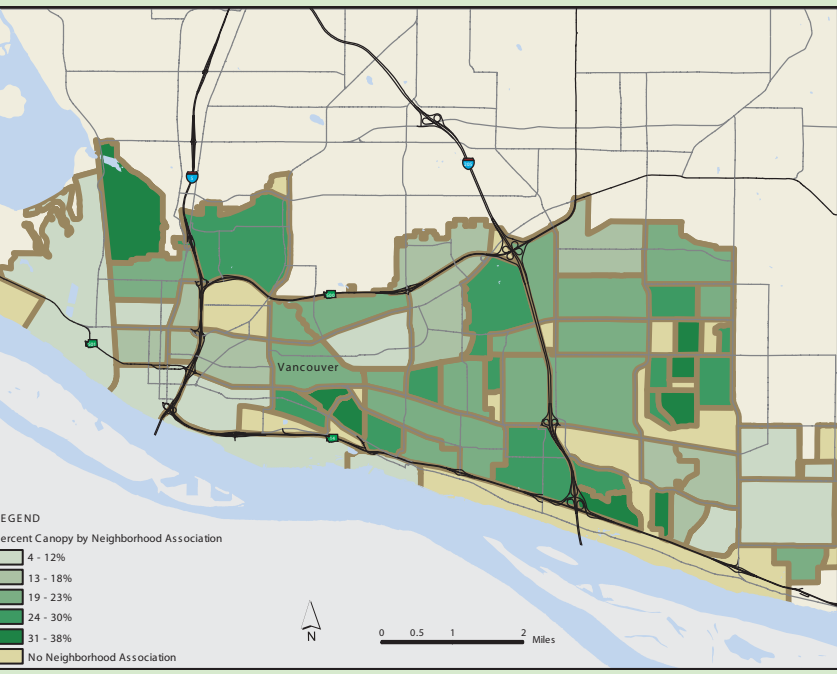 Vancouver
EGEND
ercent Canopy by Neighborhood Association
4 - 12%
13 - 18%
19 - 23%
24 - 30%
31 - 38%
No Neighborhood Association
N
0 0.5 1 2 Miles